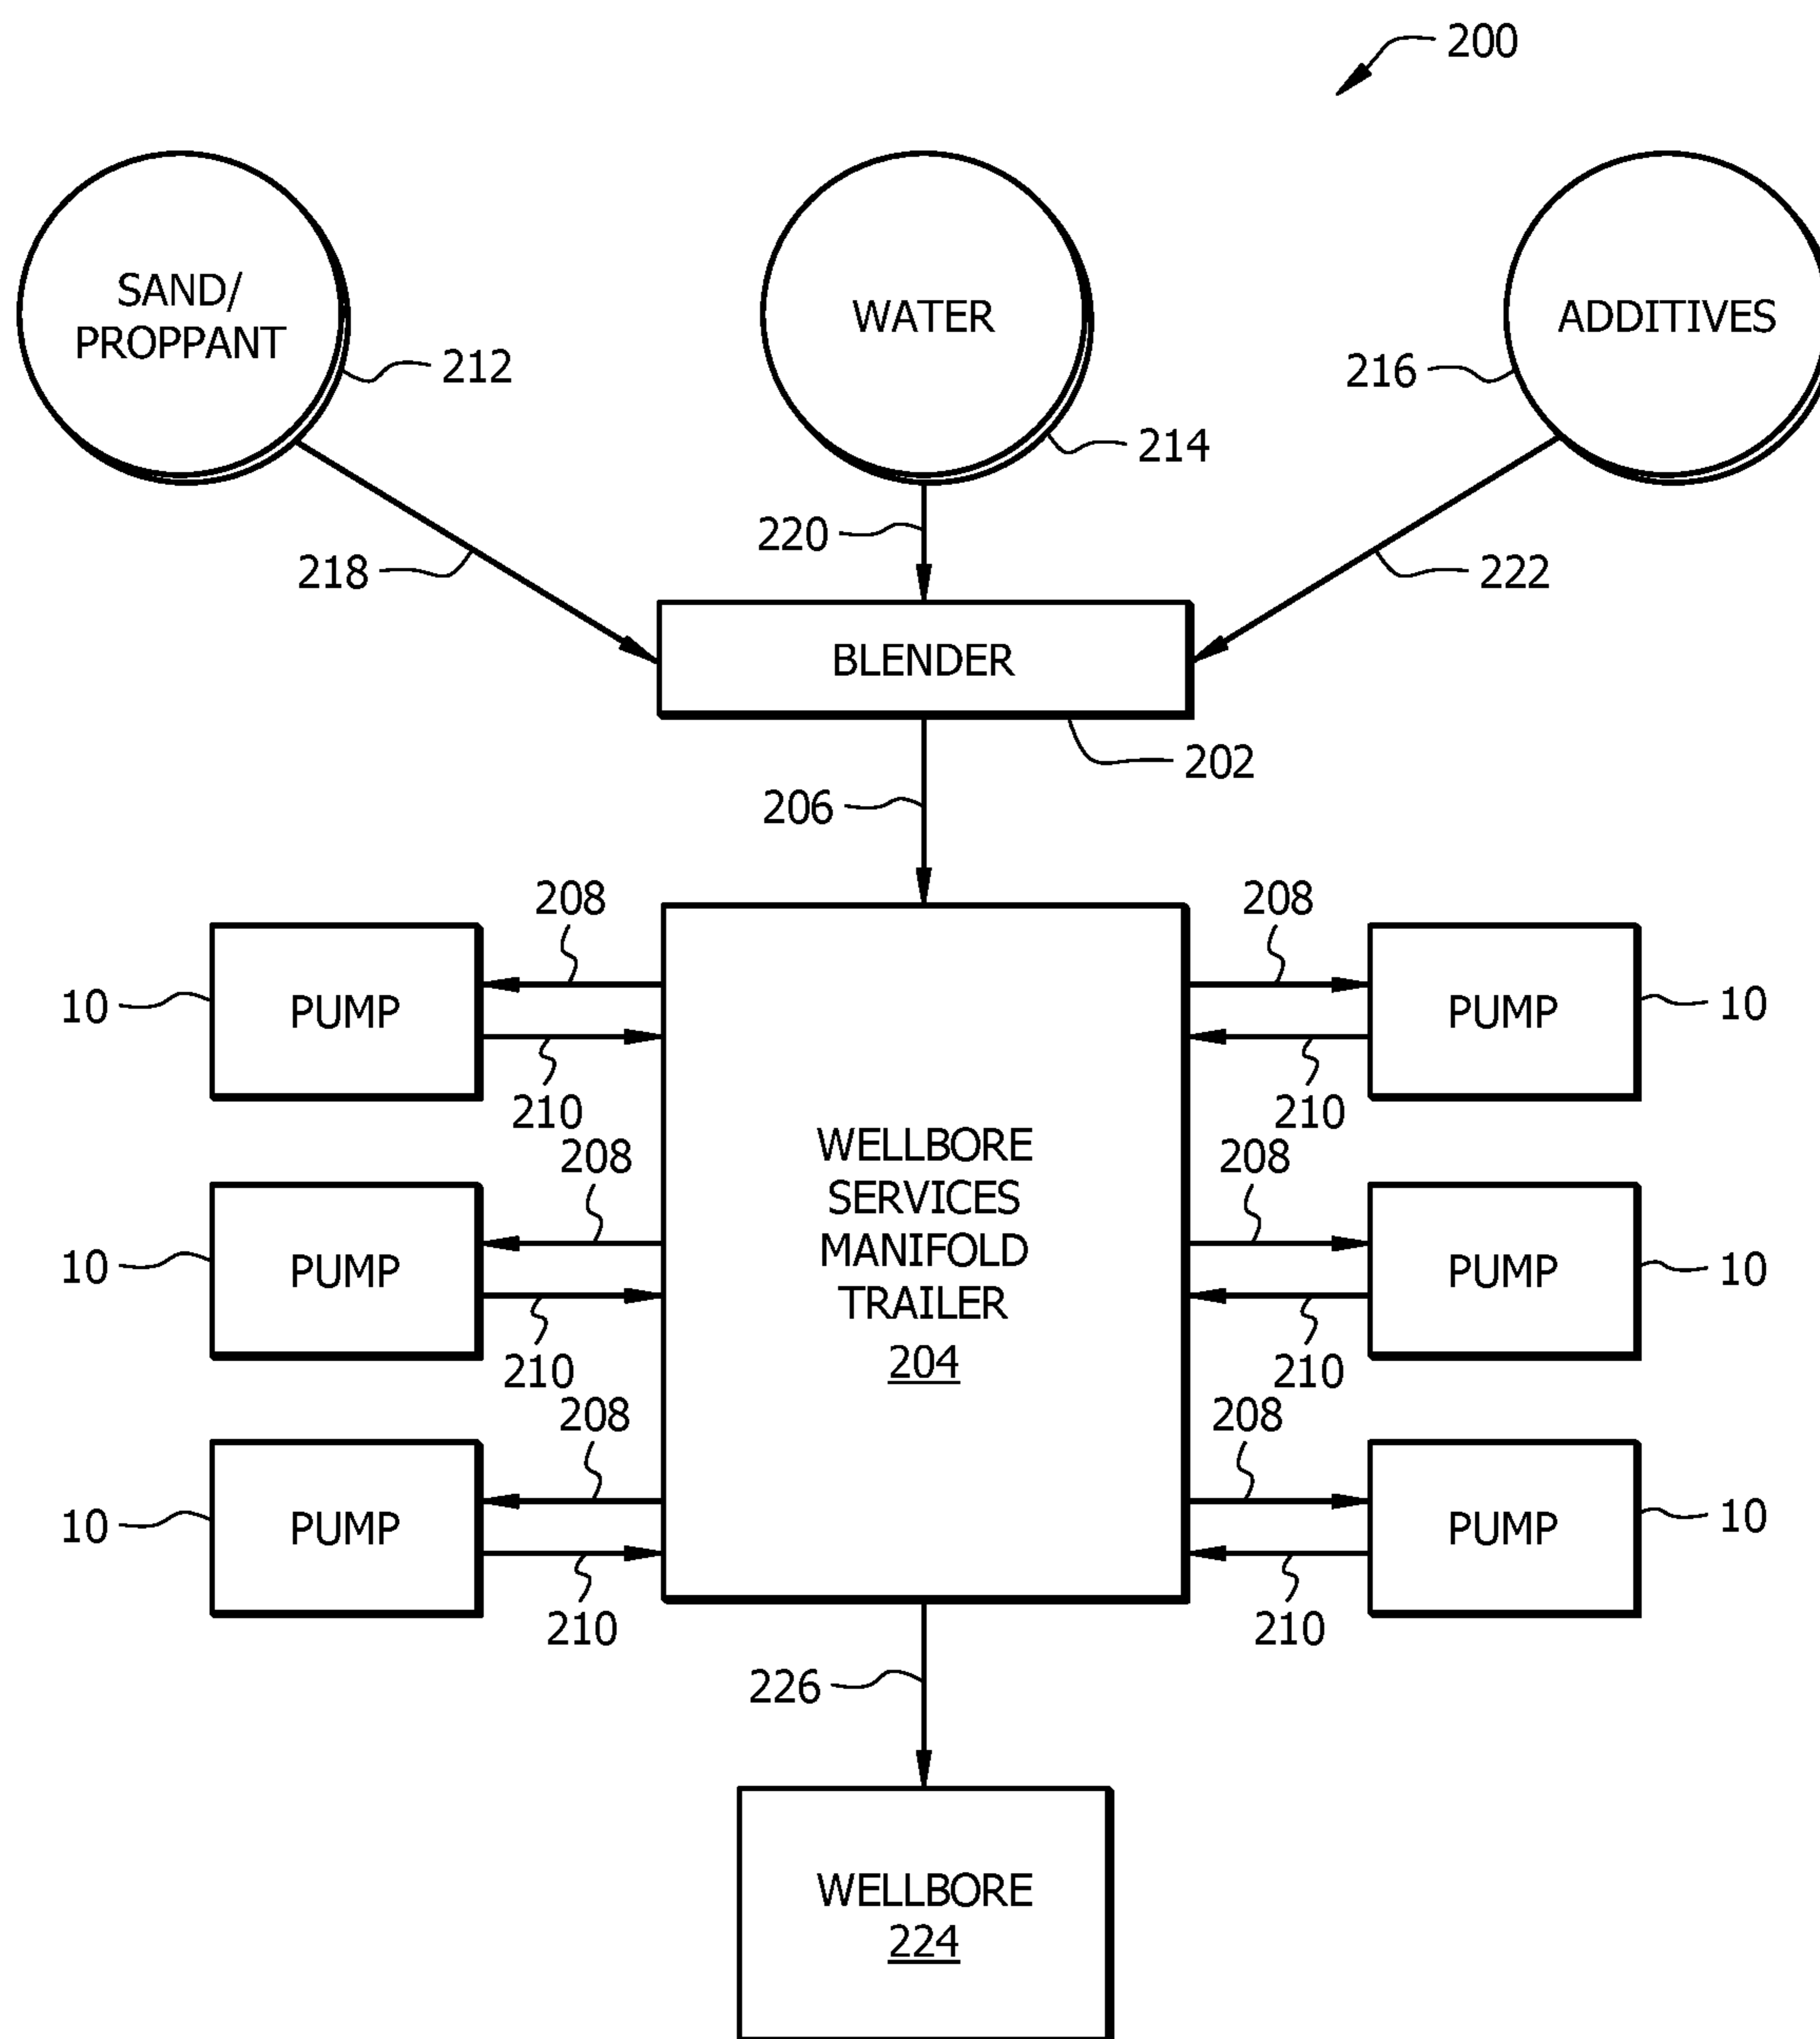 200
SAND/
PROPPANT
WATER
ADDITIVES
212
216
214
220
218
222
BLENDER
202
206
208
208
10
PUMP
PUMP
10
210
210
WELLBORE
SERVICES
MANIFOLD
TRAILER
204
208
208
10
PUMP
PUMP
10
210
210
208
208
10
PUMP
PUMP
10
210
210
226
WELLBORE
224